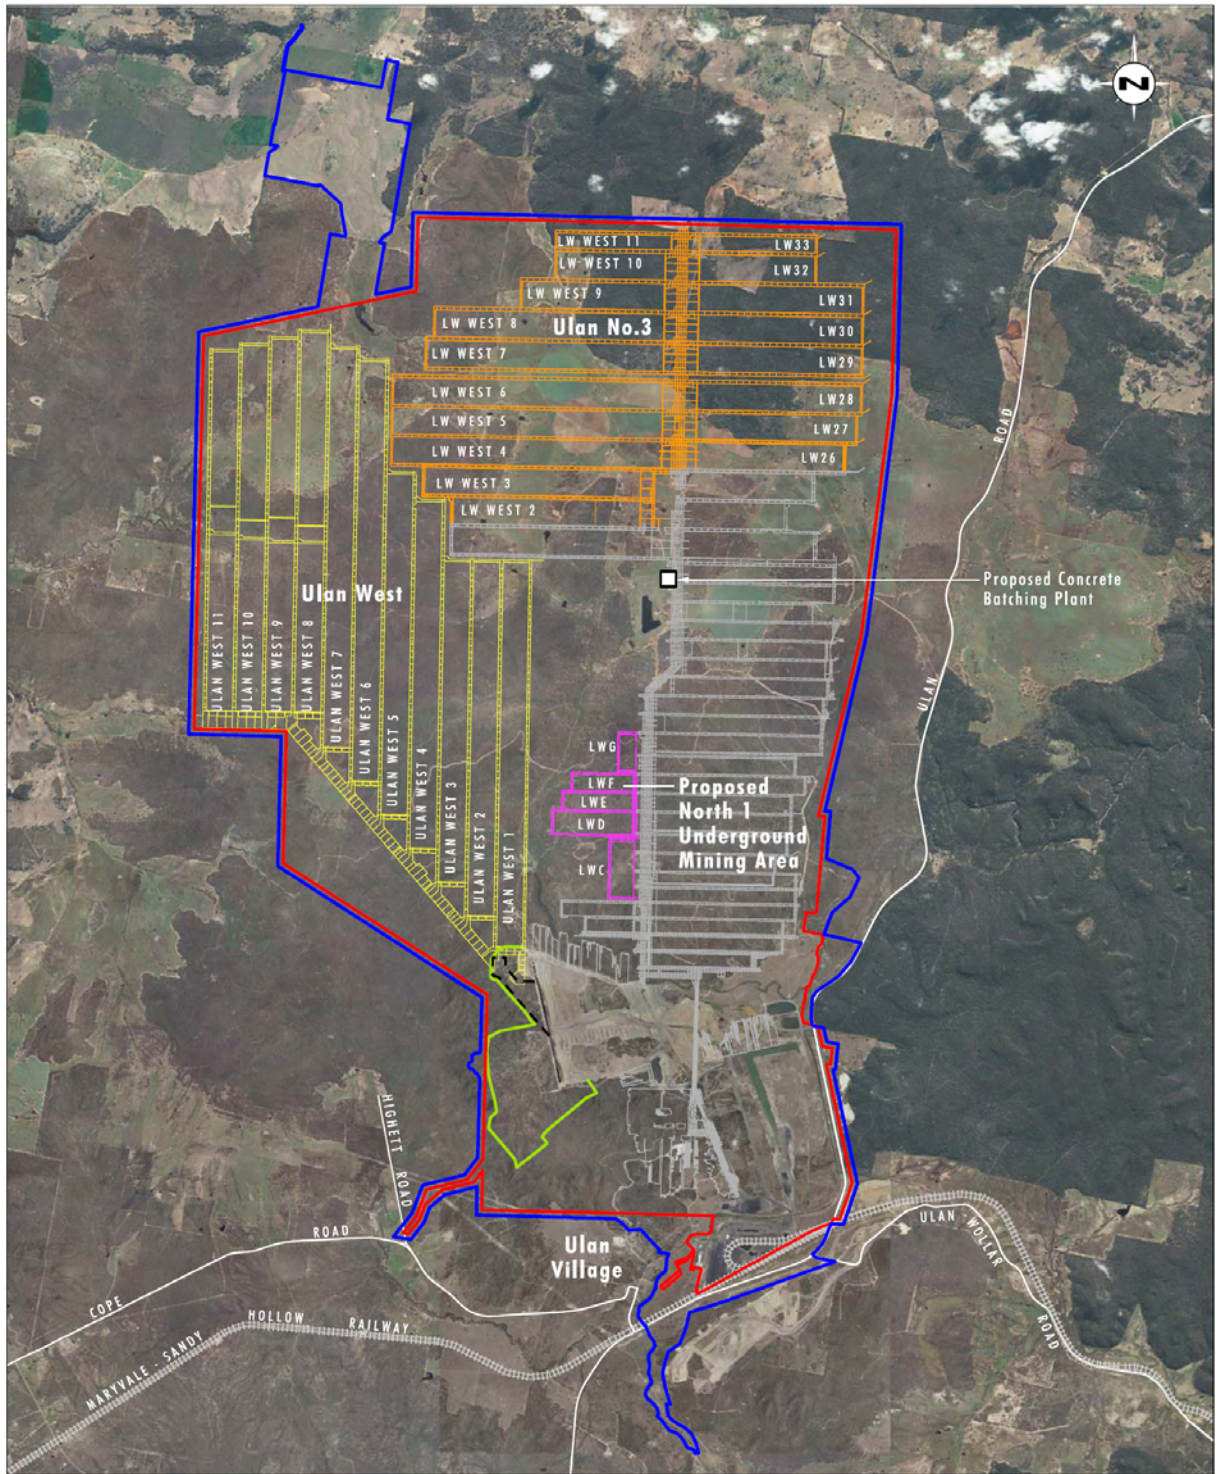 N
LW WEST 11
LW33
LW WEST 10
LW32
LW WEST 9
LW31
LW WEST 8
Ulan No.3
LW30
LW WEST 7
LW29
LW WEST 6
LW28
LW WEST 5
LW27
LW WEST 4
LW26
LW WEST 3
LW WEST 2
ROAD
ULAN
Proposed Concrete
Batching Plant
Ulan West
ULAN WEST 11
ULAN WEST 10
ULAN WEST 9
ULAN WEST 8
ULAN WEST 7
ULAN WEST 6
ULAN WEST 5
ULAN WEST 4
ULAN WEST 3
ULAN WEST 2
ULAN WEST 1
LWG
LWF
LWE
LWD
LWC
Proposed
North 1
Underground
Mining Area
HIGHETT ROAD
COPE ROAD
Ulan
Village
ULAN - WOLLAR ROAD
MARYVALE - SANDY HOLLOW RAILWAY